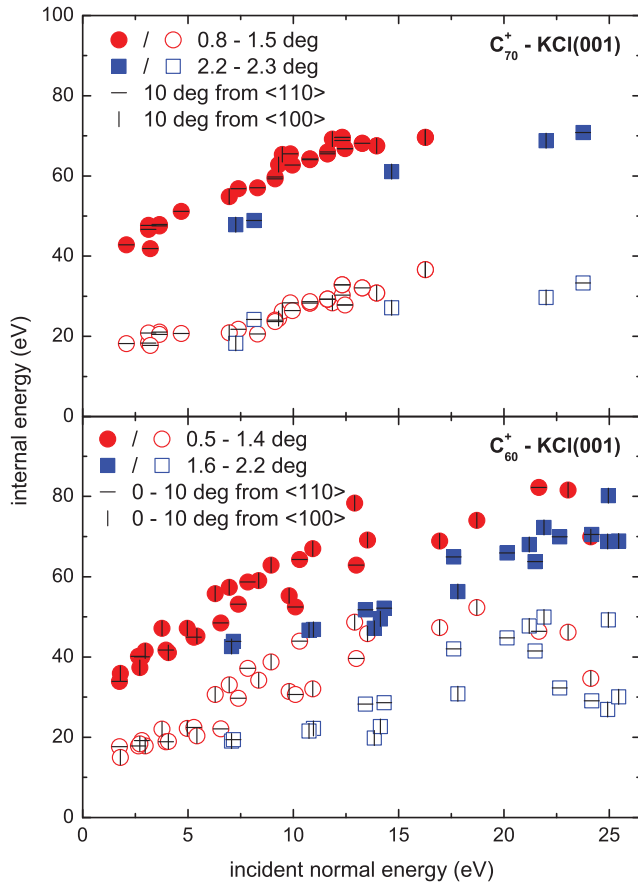 100
80
60
40
20
0
0.8 - 1.5 deg
2.2 - 2.3 deg
10 deg from <110>
10 deg from <100>
C70+ - KCl(001)
/
/
100
80
60
40
20
0
0.5 - 1.4 deg
1.6 - 2.2 deg
0 - 10 deg from <110>
0 - 10 deg from <100>
C60+ - KCl(001)
/
/
0 5 10 15 20 25
internal energy (eV)
incident normal energy (eV)